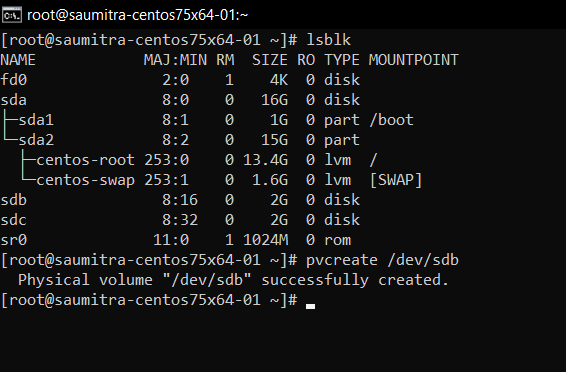 root@saumitra-centos75x64-01:~
[root@saumitra-centos75x64-01 ~]# lsblk
NAME            MAJ:MIN RM  SIZE RO TYPE MOUNTPOINT
fd0               2:0    1    4K  0 disk
sda               8:0    0   16G  0 disk
├─sda1            8:1    0    1G  0 part /boot
└─sda2            8:2    0   15G  0 part
  ├─centos-root 253:0    0 13.4G  0 lvm  /
  └─centos-swap 253:1    0  1.6G  0 lvm  [SWAP]
sdb               8:16   0    2G  0 disk
sdc               8:32   0    2G  0 disk
sr0              11:0    1 1024M  0 rom
[root@saumitra-centos75x64-01 ~]# pvcreate /dev/sdb
  Physical volume "/dev/sdb" successfully created.
[root@saumitra-centos75x64-01 ~]#